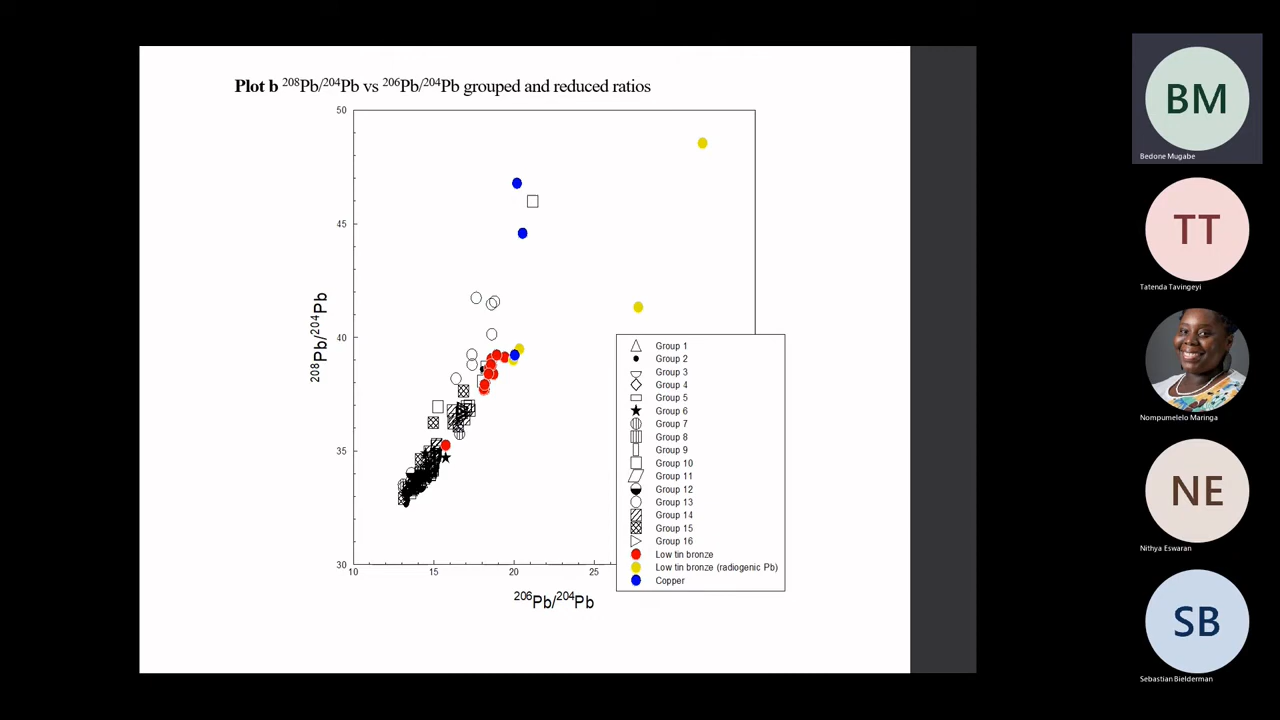 Plot b ²⁰⁸Pb/²⁰⁴Pb vs ²⁰⁶Pb/²⁰⁴Pb grouped and reduced ratios
50
45
40
35
30
²⁰⁸Pb/²⁰⁴Pb
10
15
20
25
²⁰⁶Pb/²⁰⁴Pb
Group 1
Group 2
Group 3
Group 4
Group 5
Group 6
Group 7
Group 8
Group 9
Group 10
Group 11
Group 12
Group 13
Group 14
Group 15
Group 16
Low tin bronze
Low tin bronze (radiogenic Pb)
Copper
BM
Bedone Mugabe
TT
Tatenda Tavingeyi
Nompumelelo Maringa
NE
Nithya Eswaran
SB
Sebastian Bielderman